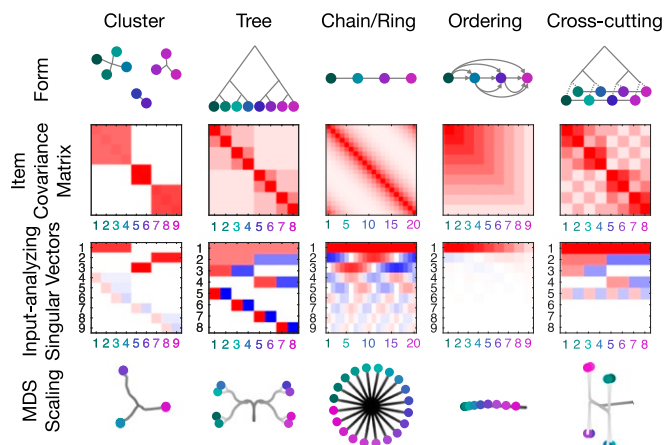 Cluster Tree Chain/Ring Ordering Cross-cutting
Form
Item
Covariance
Matrix
1 2 3 4 5 6 7 8 9 1 2 3 4 5 6 7 8 1 5 10 15 20 1 2 3 4 5 6 7 8 9 1 2 3 4 5 6 7 8
Input-analyzing
Singular Vectors
1 1 1 1 1
2 2 2 2 2
3 3 3 3 3
4 4 4 4 4
5 5 5 5 5
6 6 6 6 6
7 7 7 7 7
8 8 8 8 8
9 9 9
1 2 3 4 5 6 7 8 9 1 2 3 4 5 6 7 8 1 5 10 15 20 1 2 3 4 5 6 7 8 9 1 2 3 4 5 6 7 8
MDS
Scaling